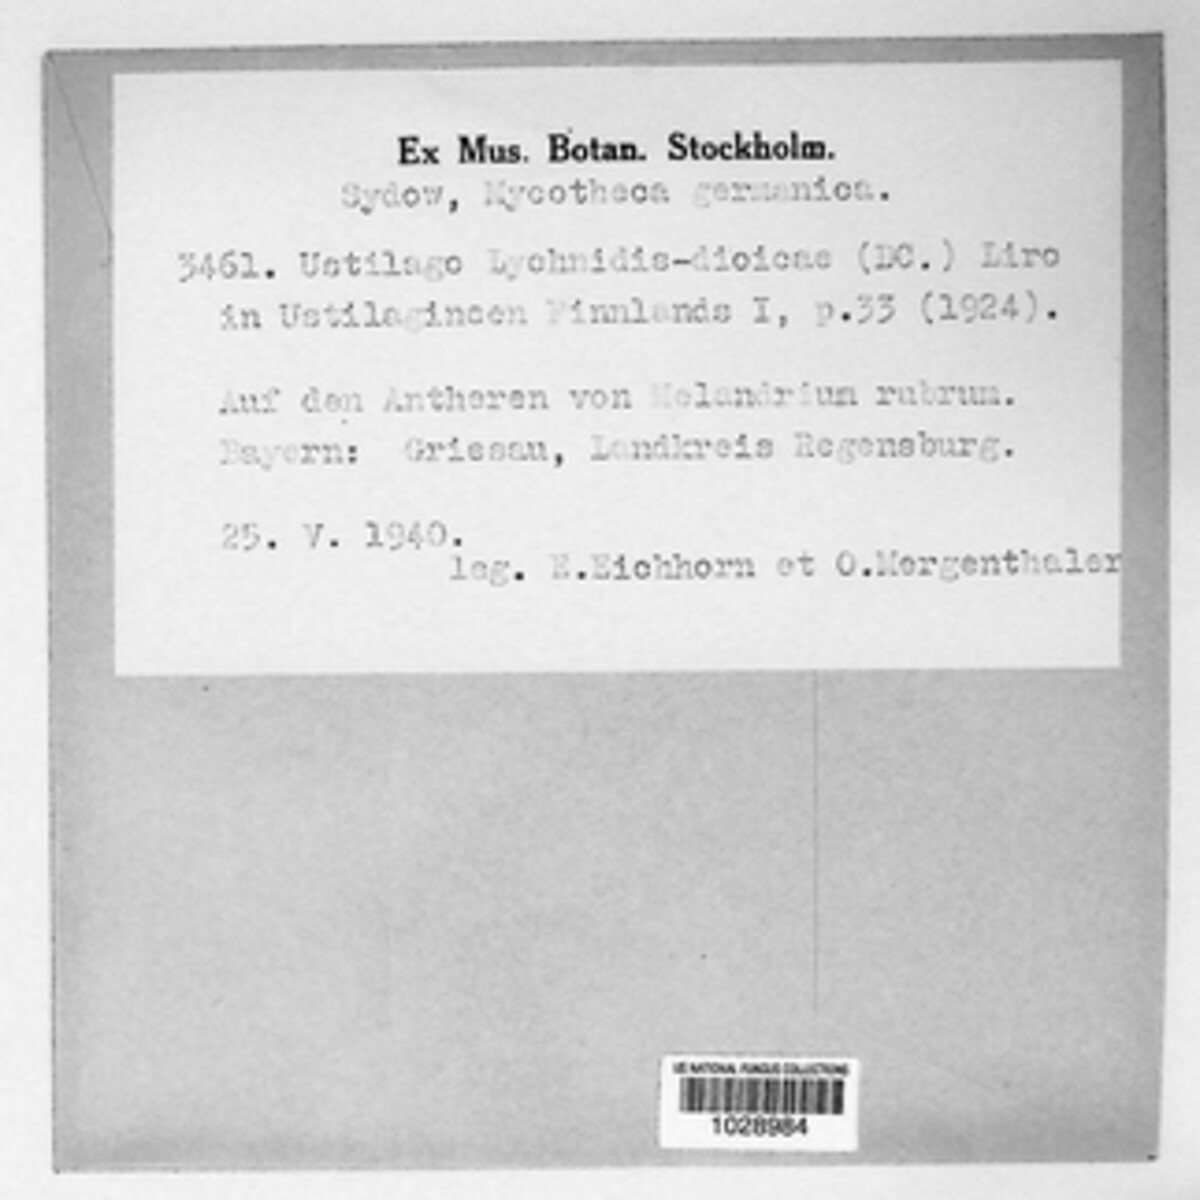 Ex Mus. Botan. Stockholm.
Sydow, Mycotheca germanica.
3461. Ustilago Lychnidis-dioicae (DC.) Liro
in Ustilagineen Finnlands I, p.33 (1924).
Auf den Antheren von Melandrium rubrum.
Bayern: Griesau, Landkreis Regensburg.
25. V. 1940.
leg. E.Eichhorn et O.Mergenthaler
US NATIONAL FUNGUS COLLECTIONS
1028984